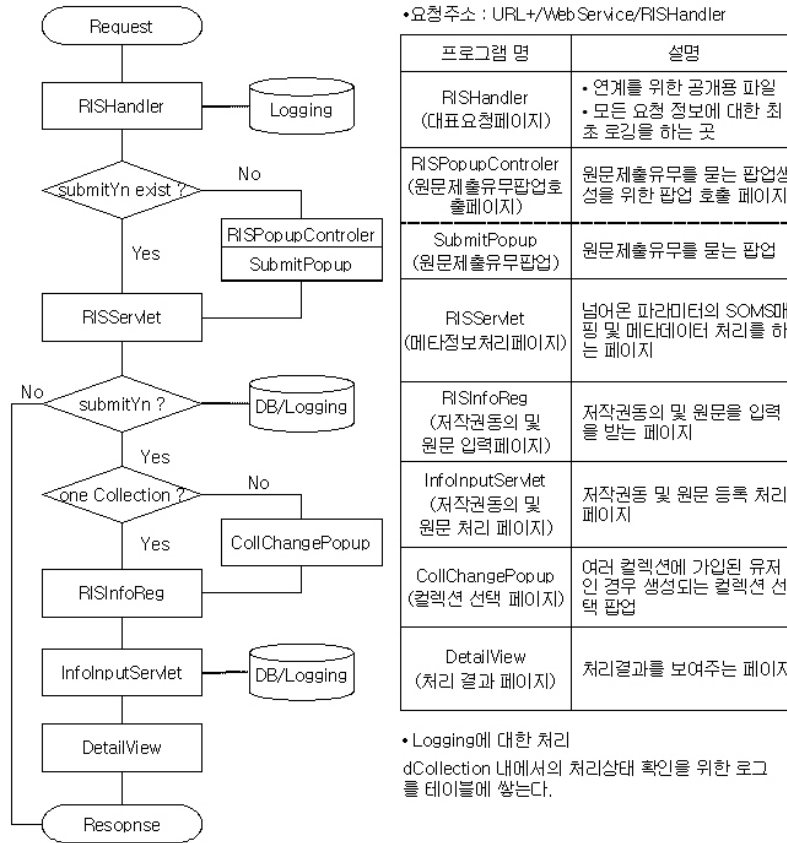 Request
RISHandler
Logging
submitYn exist ?
No
Yes
RISPopupControler
SubmitPopup
RISServlet
No
submitYn ?
DB/Logging
Yes
one Collection ?
No
Yes
CollChangePopup
RISInfoReg
InfoInputServlet
DB/Logging
DetailView
Resopnse
•요청주소 : URL+/WebService/RISHandler
프로그램 명
설명
RISHandler
(대표요청페이지)
• 연계를 위한 공개용 파일
• 모든 요청 정보에 대한 최
초 로깅을 하는 곳
RISPopupControler
(원문제출유무팝업호
출페이지)
원문제출유무를 묻는 팝업생
성을 위한 팝업 호출 페이지
SubmitPopup
(원문제출유무팝업)
원문제출유무를 묻는 팝업
RISServlet
(메타정보처리페이지)
넘어온 파라미터의 SOMS매
핑 및 메타데이터 처리를 하
는 페이지
RISInfoReg
(저작권동의 및
원문 입력페이지)
저작권동의 및 원문을 입력
을 받는 페이지
InfoInputServlet
(저작권동의 및
원문 처리 페이지)
저작권동 및 원문 등록 처리
페이지
CollChangePopup
(컬렉션 선택 페이지)
여러 컬렉션에 가입된 유저
인 경우 생성되는 컬렉션 선
택 팝업
DetailView
(처리 결과 페이지)
처리결과를 보여주는 페이지
• Logging에 대한 처리
dCollection 내에서의 처리상태 확인을 위한 로그
를 테이블에 쌓는다.